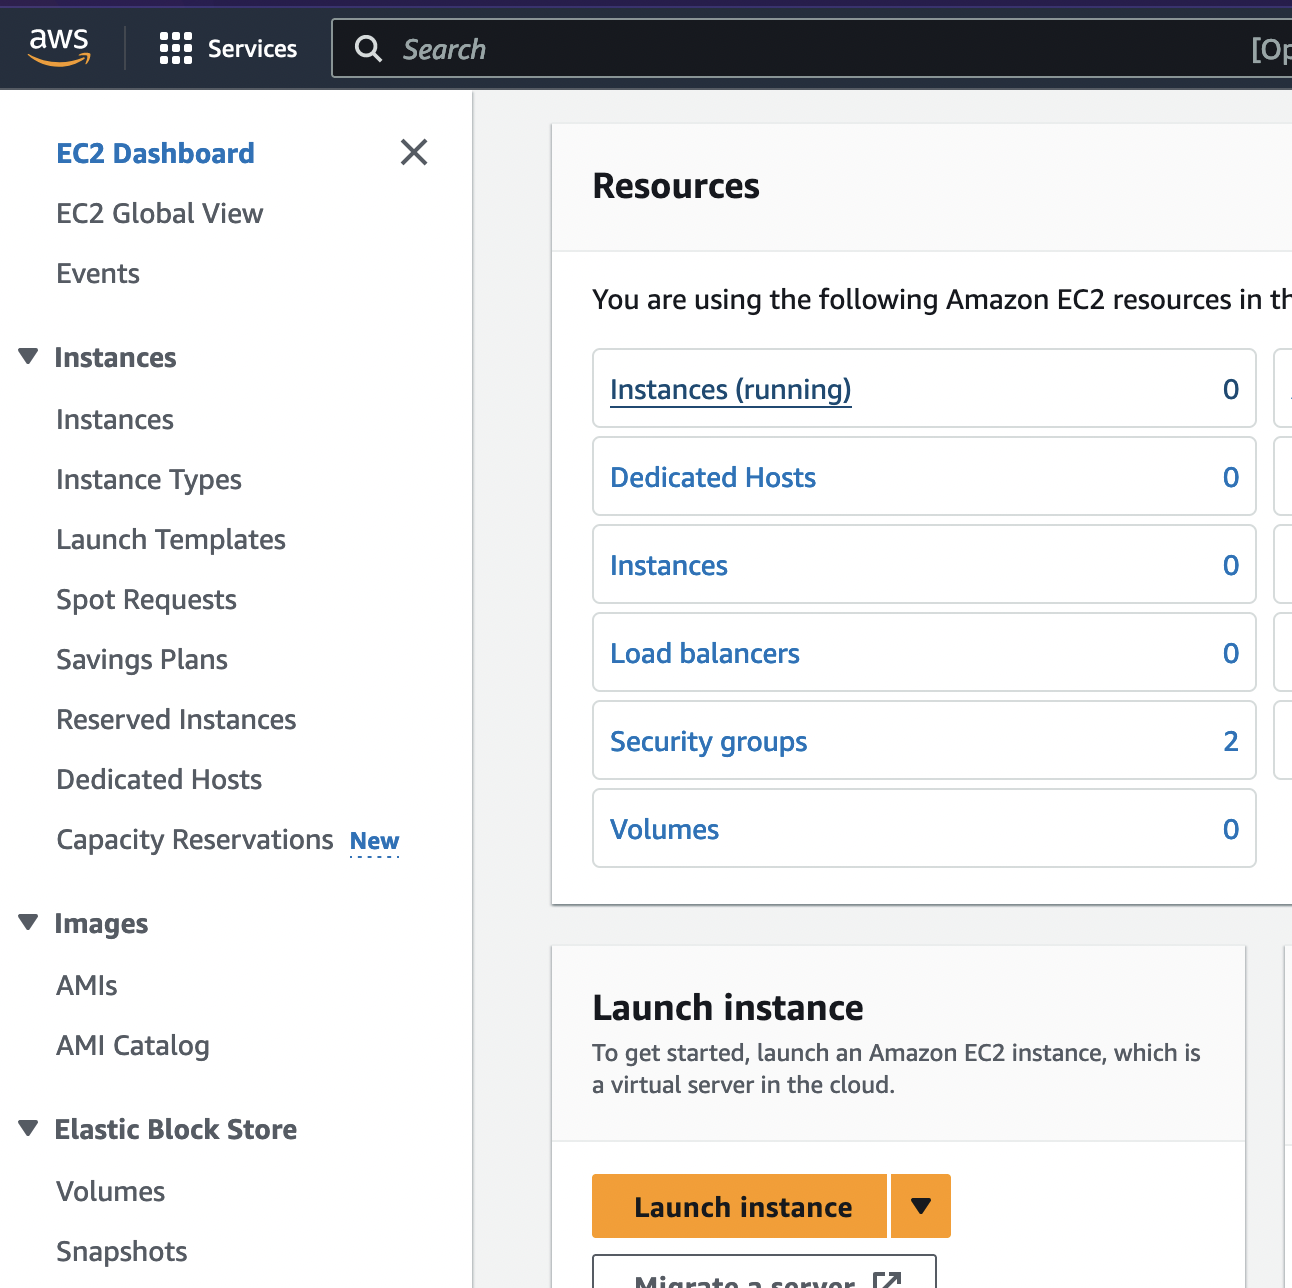 aws
Services
Search
[Op
EC2 Dashboard
EC2 Global View
Events
Instances
Instances
Instance Types
Launch Templates
Spot Requests
Savings Plans
Reserved Instances
Dedicated Hosts
Capacity Reservations New
Images
AMIs
AMI Catalog
Elastic Block Store
Volumes
Snapshots
Resources
You are using the following Amazon EC2 resources in th
Instances (running) 0
Dedicated Hosts 0
Instances 0
Load balancers 0
Security groups 2
Volumes 0
Launch instance
To get started, launch an Amazon EC2 instance, which is
a virtual server in the cloud.
Launch instance
Migrate a server